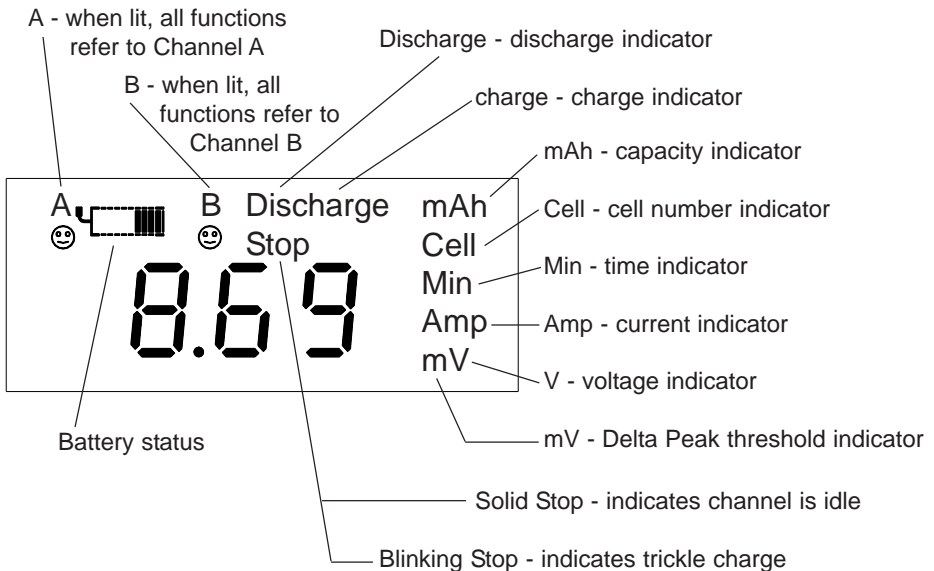 A - when lit, all functions
refer to Channel A
B - when lit, all
functions refer to
Channel B
Discharge - discharge indicator
charge - charge indicator
mAh - capacity indicator
Cell - cell number indicator
Min - time indicator
Amp - current indicator
V - voltage indicator
mV - Delta Peak threshold indicator
Solid Stop - indicates channel is idle
Blinking Stop - indicates trickle charge
Battery status
A B Discharge mAh
Stop Cell
Min
8.69 Amp
mV